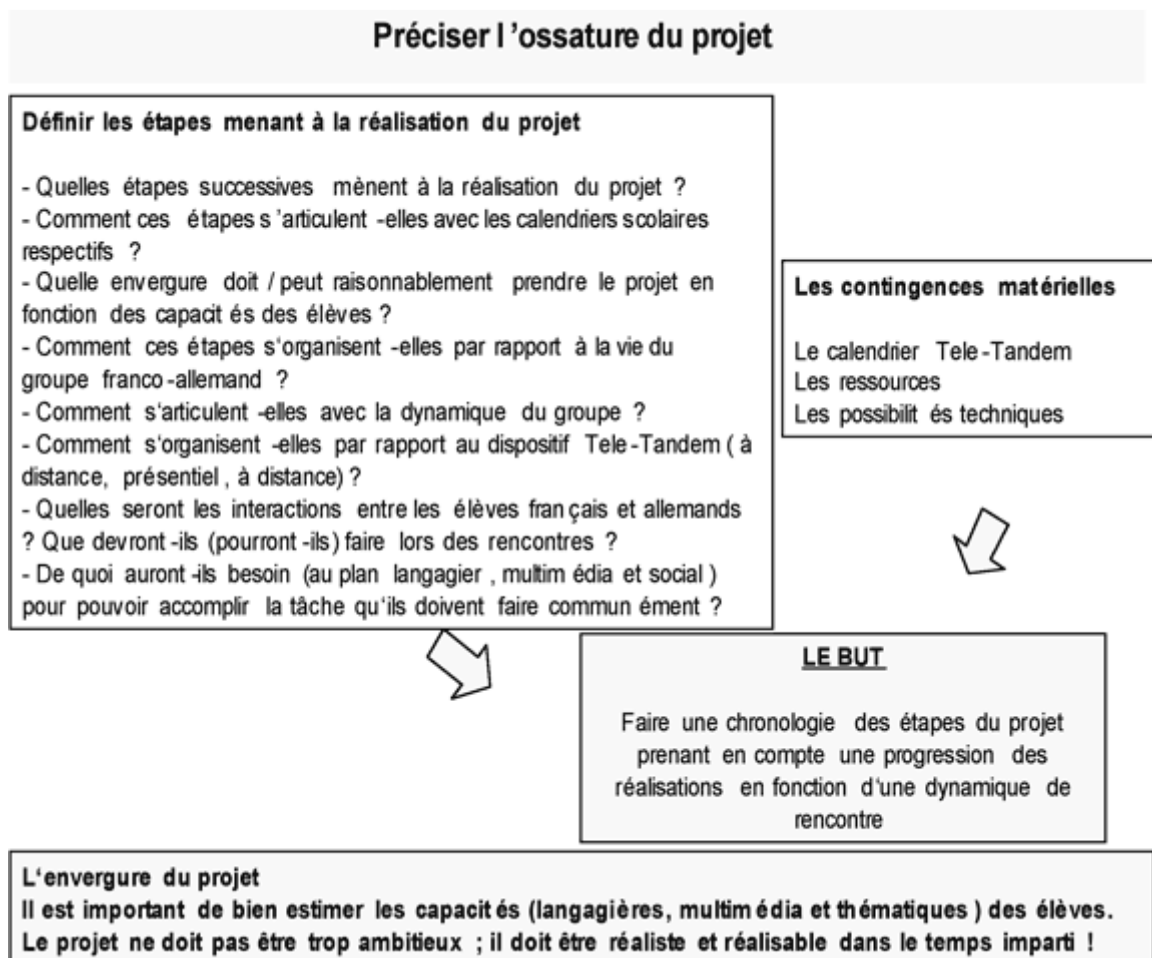 Préciser l'ossature du projet
Définir les étapes menant à la réalisation du projet
- Quelles étapes successives mènent à la réalisation du projet ?
- Comment ces étapes s'articulent -elles avec les calendriers scolaires
respectifs ?
- Quelle envergure doit / peut raisonnablement prendre le projet en
fonction des capacités des élèves ?
- Comment ces étapes s'organisent -elles par rapport à la vie du
groupe franco-allemand ?
- Comment s'articulent -elles avec la dynamique du groupe ?
- Comment s'organisent -elles par rapport au dispositif Tele-Tandem ( à
distance, présentiel , à distance) ?
- Quelles seront les interactions entre les élèves français et allemands
? Que devront -ils (pourront -ils) faire lors des rencontres ?
- De quoi auront -ils besoin (au plan langagier , multimédia et social )
pour pouvoir accomplir la tâche qu'ils doivent faire communément ?
Les contingences matérielles
Le calendrier Tele-Tandem
Les ressources
Les possibilités techniques
LE BUT
Faire une chronologie des étapes du projet
prenant en compte une progression des
réalisations en fonction d'une dynamique de
rencontre
L'envergure du projet
Il est important de bien estimer les capacités (langagières, multimédia et thématiques ) des élèves.
Le projet ne doit pas être trop ambitieux ; il doit être réaliste et réalisable dans le temps imparti !